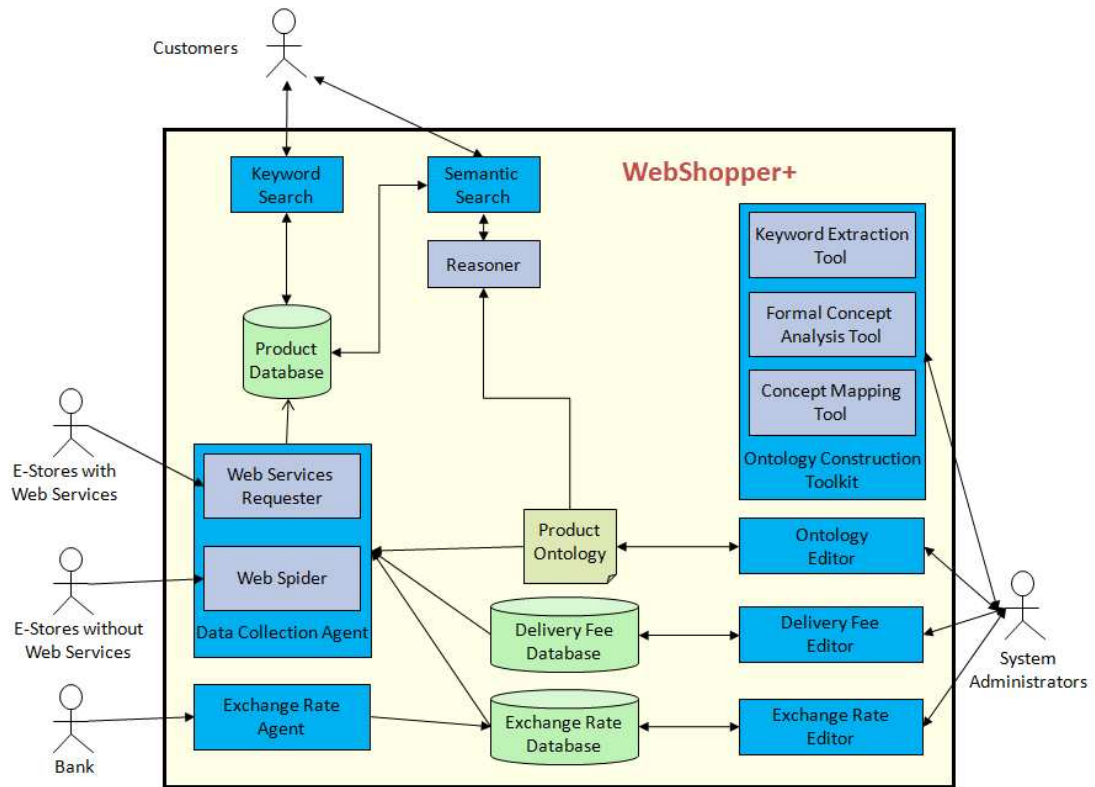 Customers
WebShopper+
Keyword
Search
Semantic
Search
Reasoner
Keyword Extraction
Tool
Formal Concept
Analysis Tool
Concept Mapping
Tool
Ontology Construction
Toolkit
Product
Database
E-Stores with
Web Services
Web Services
Requester
Web Spider
Data Collection Agent
E-Stores without
Web Services
Product
Ontology
Ontology
Editor
Delivery Fee
Database
Delivery Fee
Editor
System
Administrators
Exchange Rate
Agent
Exchange Rate
Database
Exchange Rate
Editor
Bank